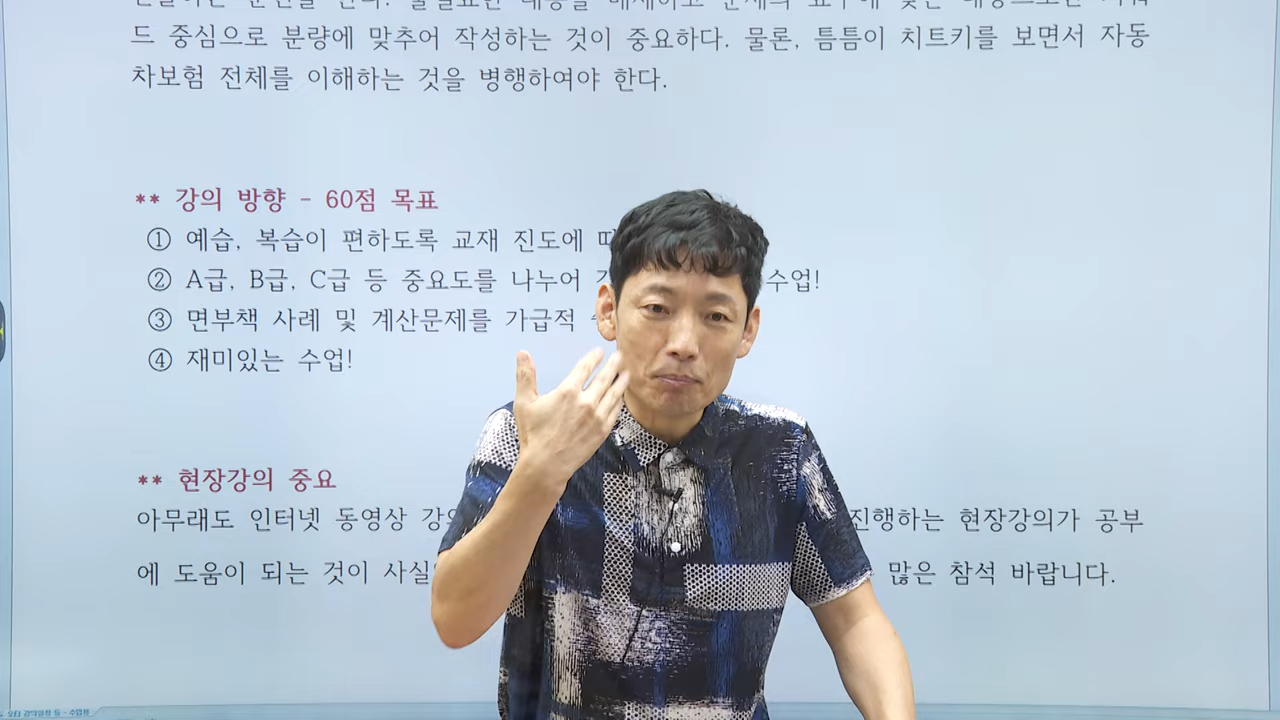 드 중심으로 분량에 맞추어 작성하는 것이 중요하다. 물론, 틈틈이 치트키를 보면서 자동
차보험 전체를 이해하는 것을 병행하여야 한다.
** 강의 방향 - 60점 목표
① 예습, 복습이 편하도록 교재 진도에
② A급, B급, C급 등 중요도를 나누어 수업!
③ 면부책 사례 및 계산문제를 가급적
④ 재미있는 수업!
** 현장강의 중요
아무래도 인터넷 동영상 진행하는 현장강의가 공부
에 도움이 되는 것이 많은 참석 바랍니다.